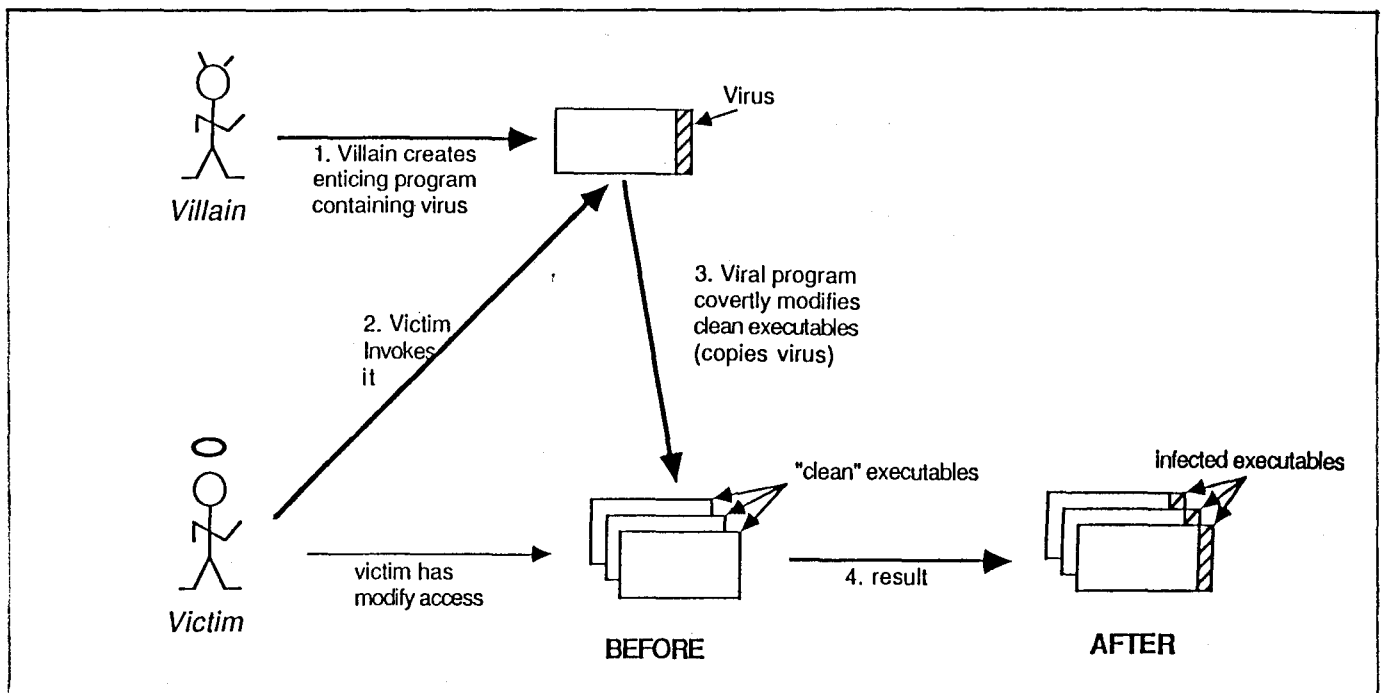 Virus
1. Villain creates
enticing program
containing virus
Villain
3. Viral program
covertly modifies
clean executables
(copies virus)
2. Victim
Invokes
it
"clean" executables
infected executables
victim has
modify access
4. result
Victim
BEFORE
AFTER